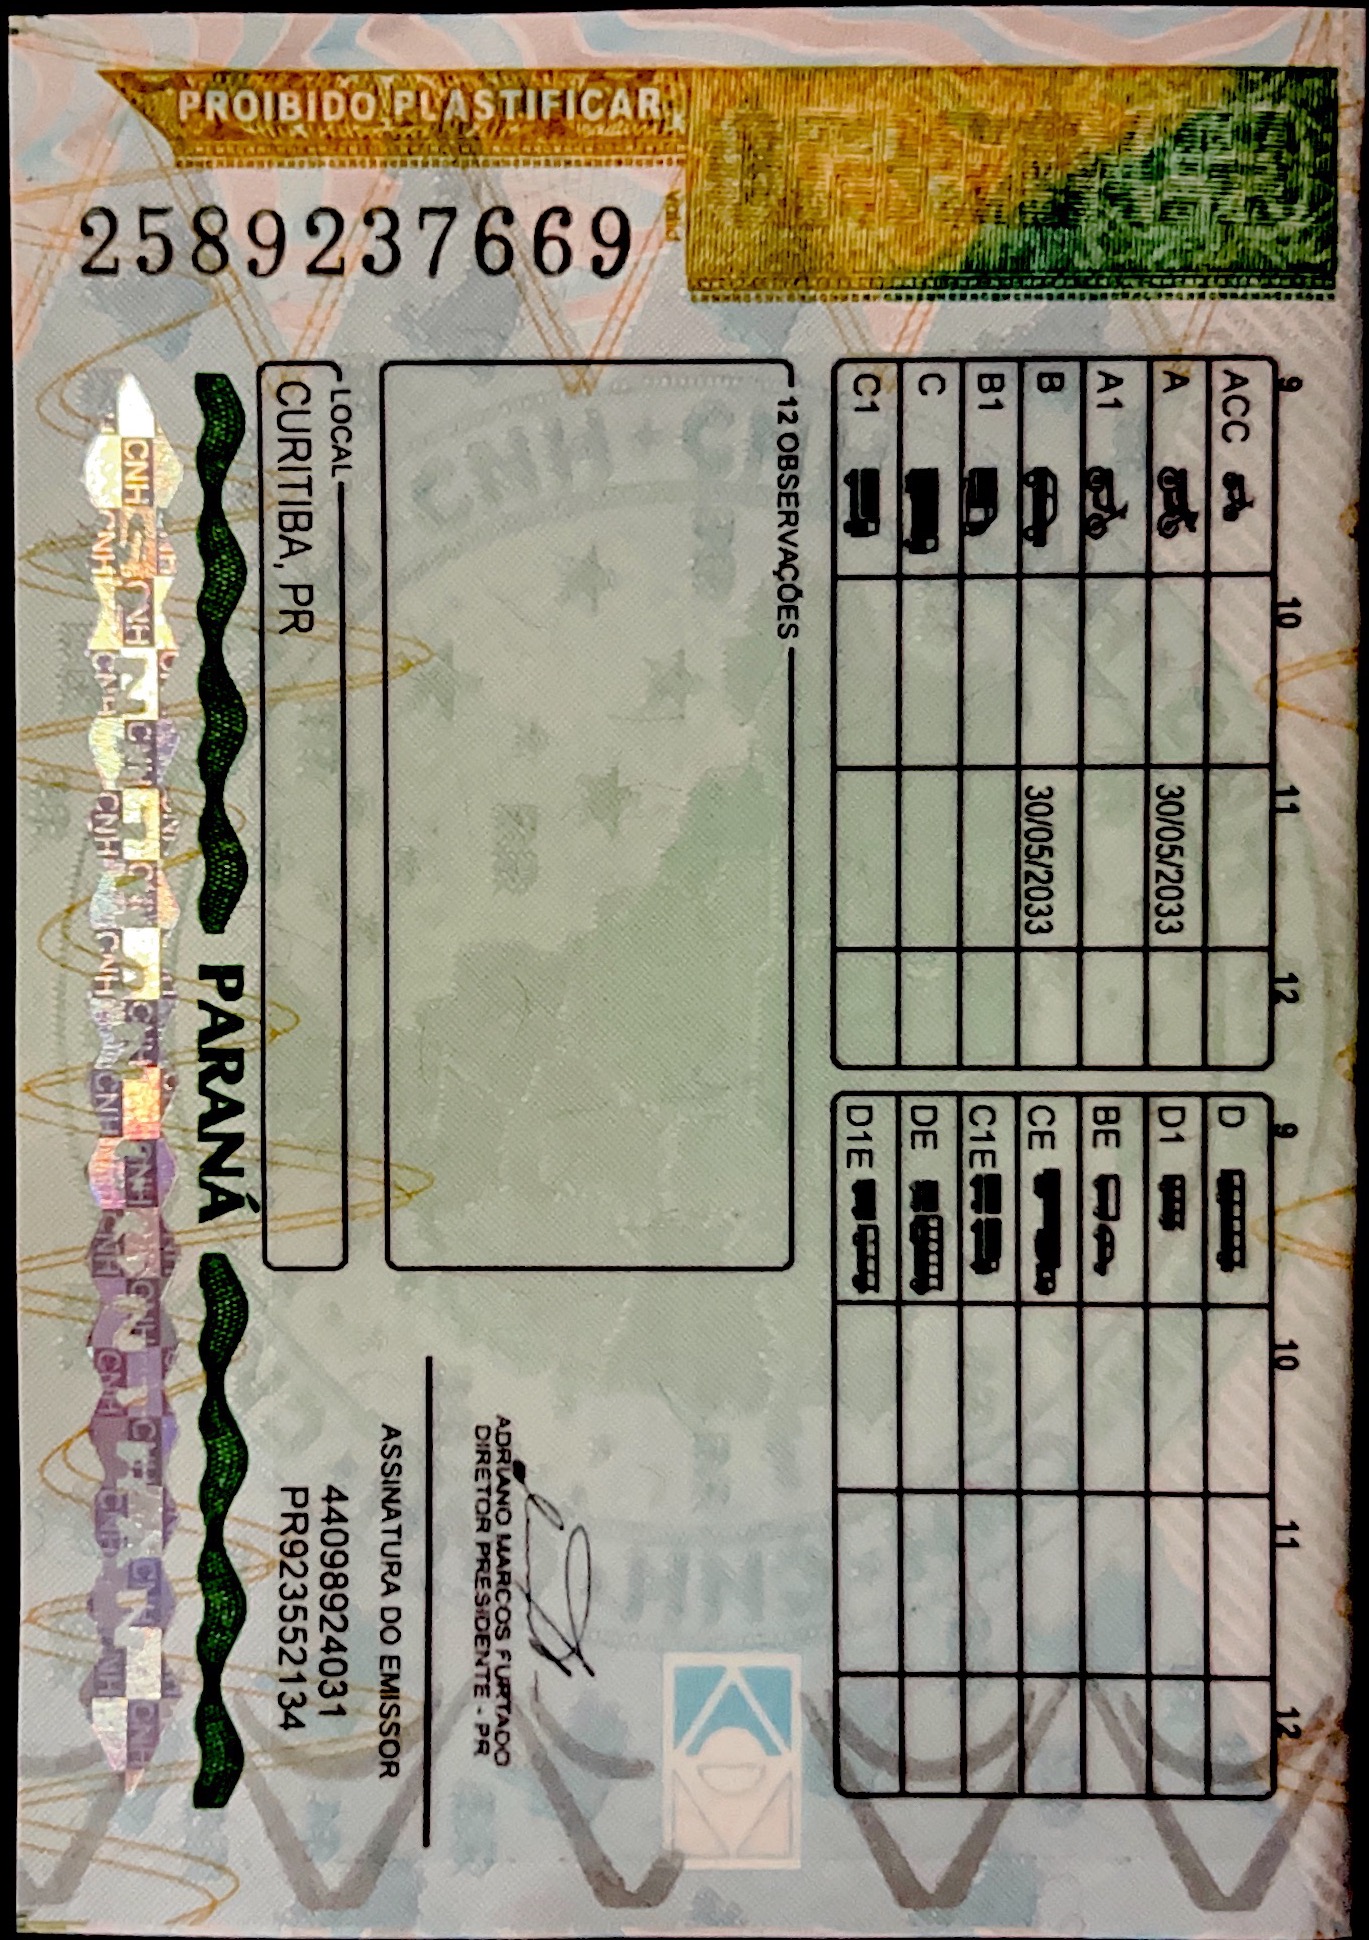 PROIBIDO PLASTIFICAR
2589237669
9 10 11 12
ACC
A 30/05/2033
A1
B 30/05/2033
B1
C
C1
9 10 11 12
D
D1
BE
CE
C1E
DE
D1E
12 OBSERVAÇÕES
LOCAL
CURITIBA, PR
ADRIANO MARCOS FURTADO
DIRETOR PRESIDENTE - PR
ASSINATURA DO EMISSOR
44098924031
PR923552134
PARANÁ
CNH